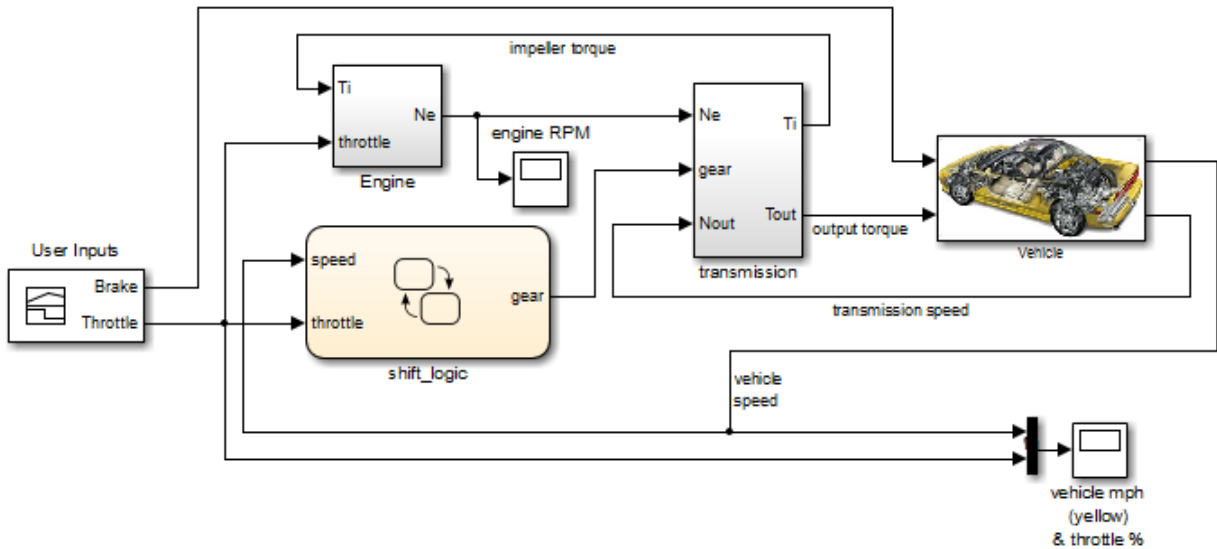 impeller torque
Ti
Ne
throttle
Engine
engine RPM
Ne
Ti
gear
Nout
Tout
transmission
output torque
Vehicle
transmission speed
User Inputs
Brake
Throttle
speed
gear
throttle
shift_logic
vehicle
speed
vehicle mph
(yellow)
& throttle %